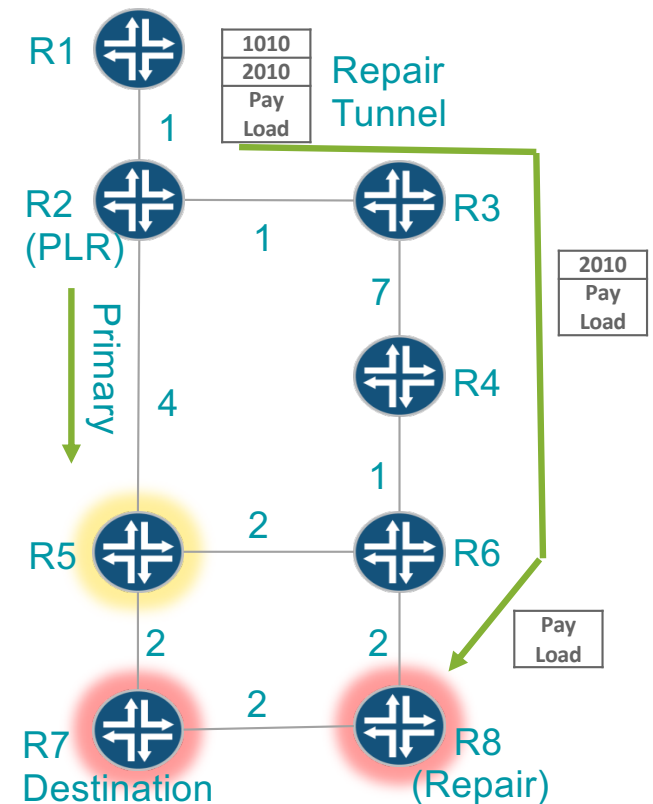 R1
1010
2010
Pay
Load
Repair
Tunnel
1
R2
(PLR)
R3
1
2010
Pay
Load
7
Primary
R4
4
1
R5
2
R6
Pay
Load
2
2
2
R7
Destination
R8
(Repair)